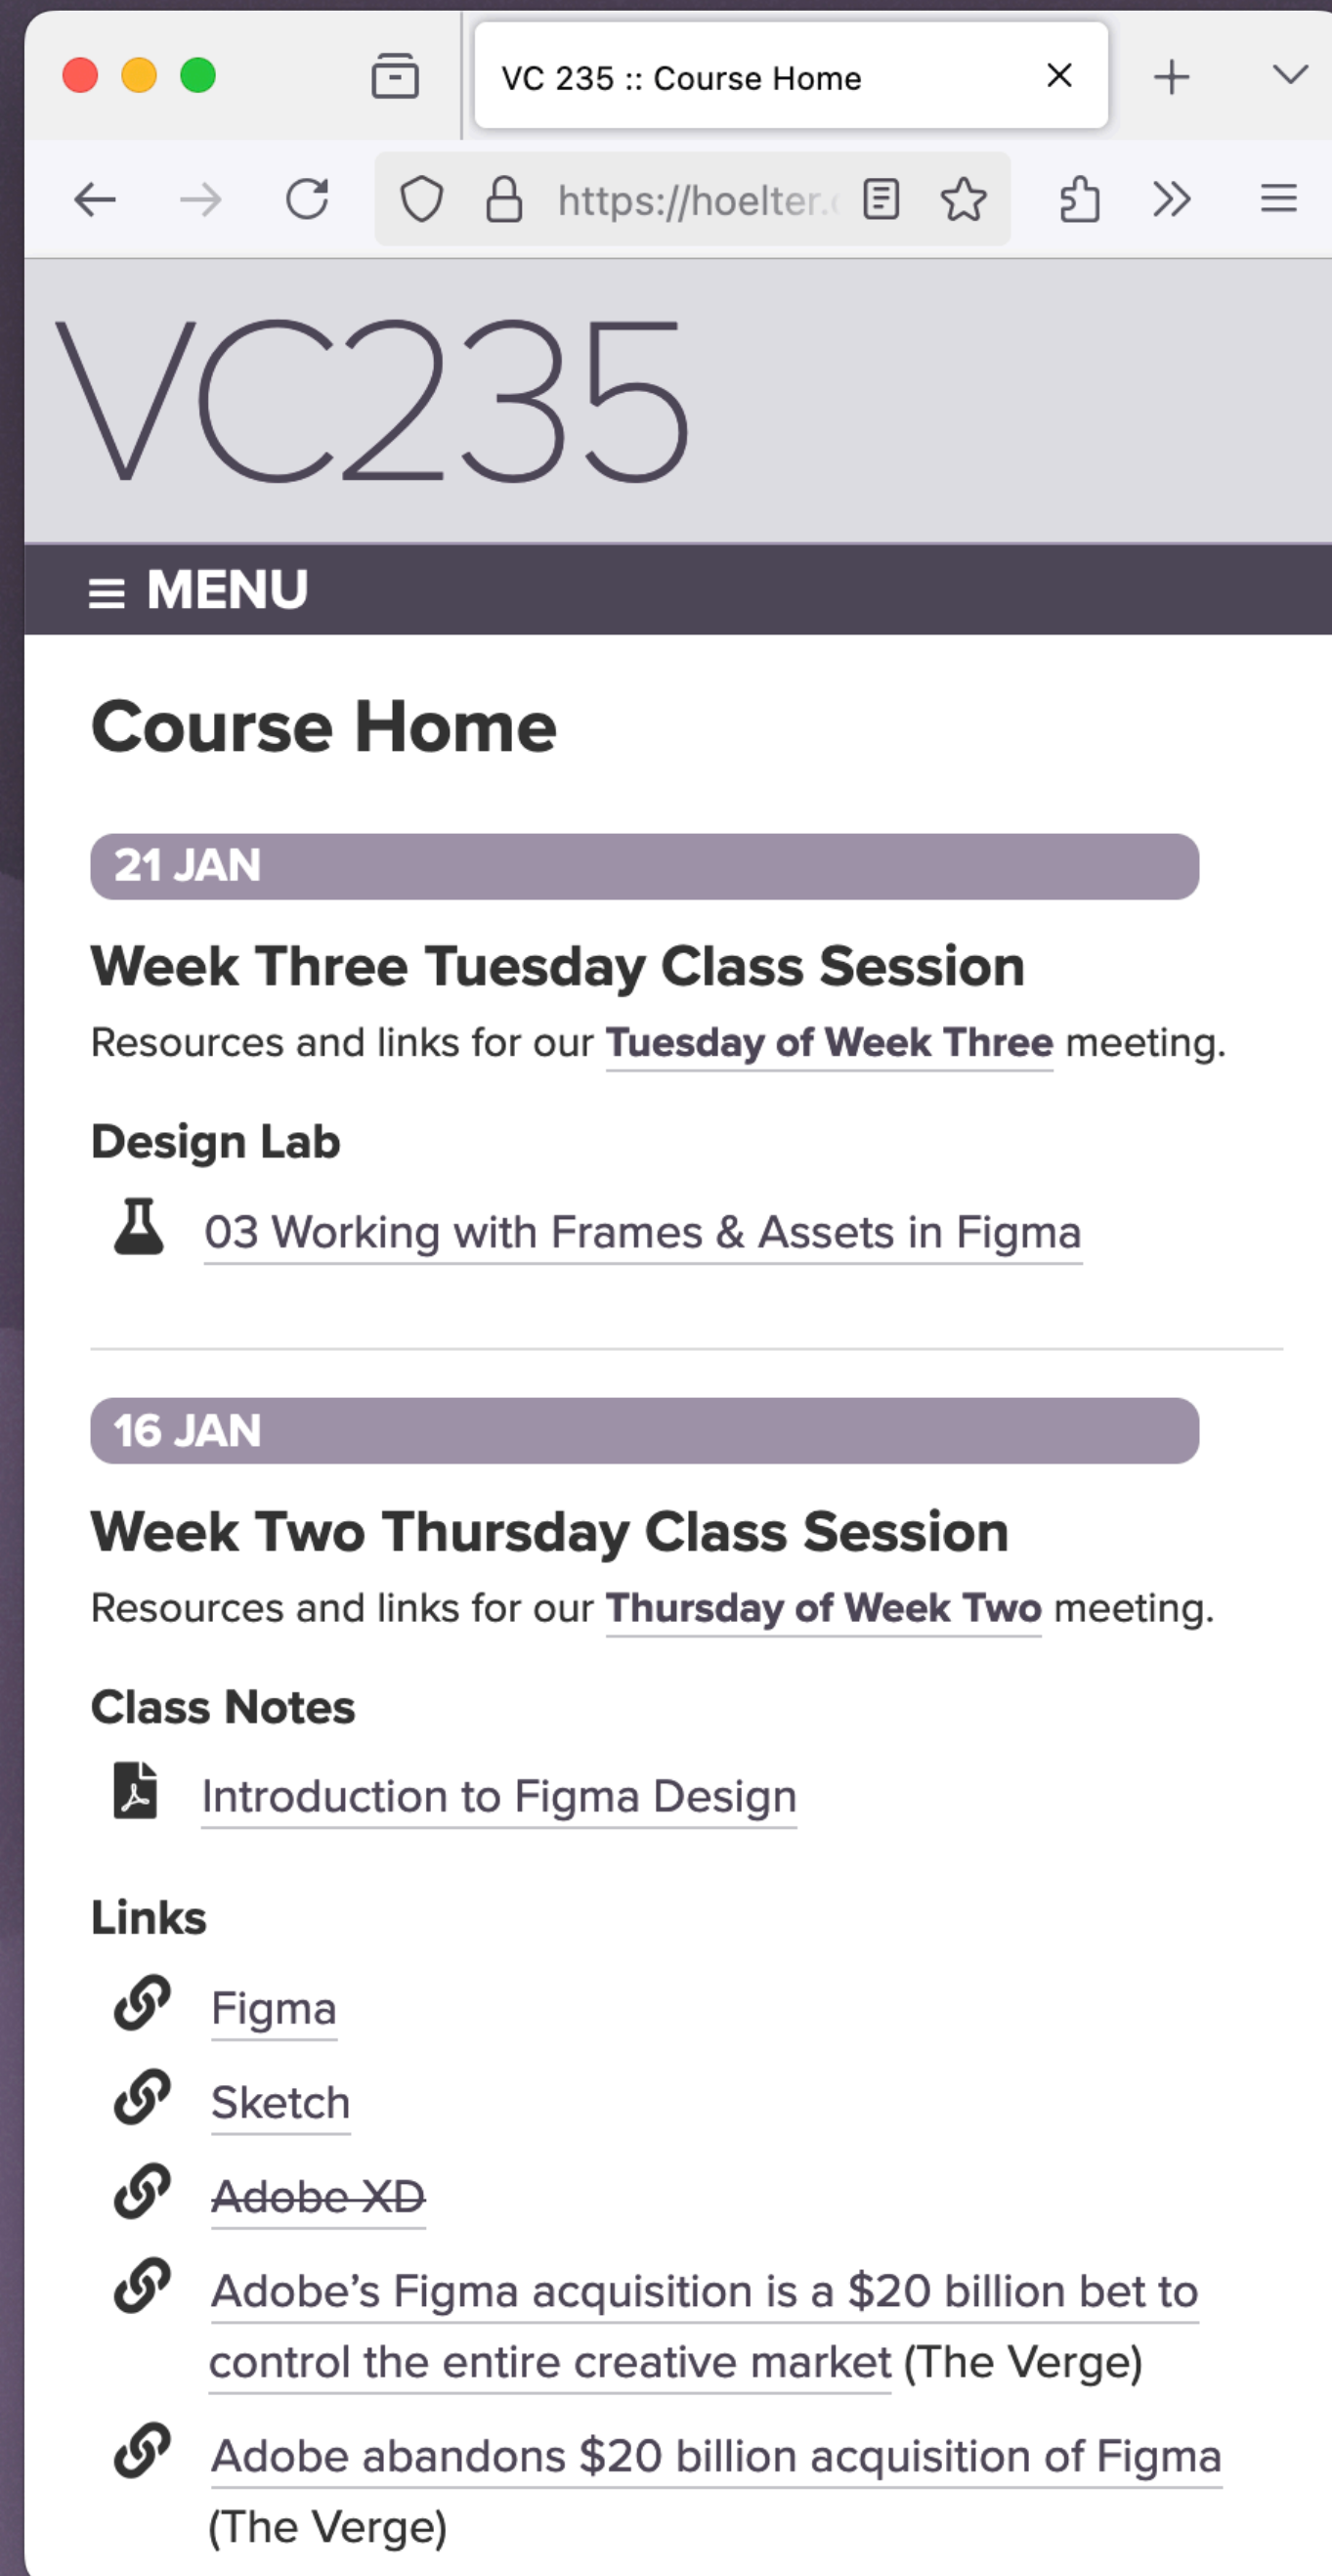 VC 235 :: Course Home
https://hoelter.
VC235
MENU
Course Home
21 JAN
Week Three Tuesday Class Session
Resources and links for our Tuesday of Week Three meeting.
Design Lab
03 Working with Frames & Assets in Figma
16 JAN
Week Two Thursday Class Session
Resources and links for our Thursday of Week Two meeting.
Class Notes
Introduction to Figma Design
Links
Figma
Sketch
Adobe XD
Adobe’s Figma acquisition is a $20 billion bet to
control the entire creative market (The Verge)
Adobe abandons $20 billion acquisition of Figma
(The Verge)